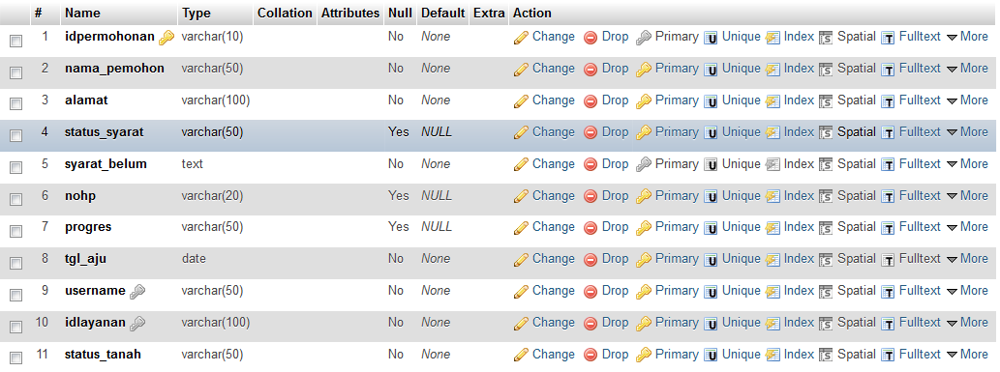 # Name Type Collation Attributes Null Default Extra Action
1 idpermohonan varchar(10) No None Change Drop Primary Unique Index Spatial Fulltext More
2 nama_pemohon varchar(50) No None Change Drop Primary Unique Index Spatial Fulltext More
3 alamat varchar(100) No None Change Drop Primary Unique Index Spatial Fulltext More
4 status_syarat varchar(50) Yes NULL Change Drop Primary Unique Index Spatial Fulltext More
5 syarat_belum text No None Change Drop Primary Unique Index Spatial Fulltext More
6 nohp varchar(20) Yes NULL Change Drop Primary Unique Index Spatial Fulltext More
7 progres varchar(50) Yes NULL Change Drop Primary Unique Index Spatial Fulltext More
8 tgl_aju date No None Change Drop Primary Unique Index Spatial Fulltext More
9 username varchar(50) No None Change Drop Primary Unique Index Spatial Fulltext More
10 idlayanan varchar(100) No None Change Drop Primary Unique Index Spatial Fulltext More
11 status_tanah varchar(50) No None Change Drop Primary Unique Index Spatial Fulltext More